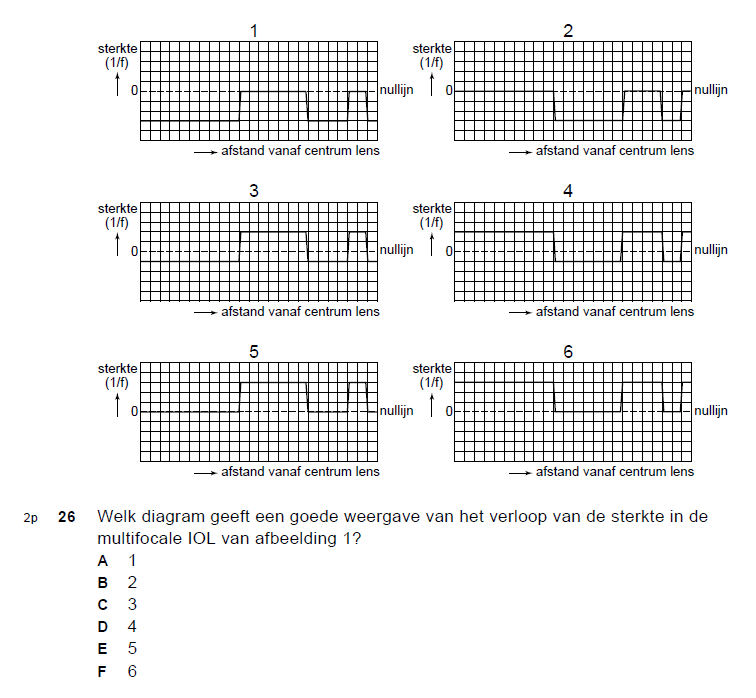 1 2
sterkte (1/f) 0 nullijn sterkte (1/f) 0 nullijn
afstand vanaf centrum lens afstand vanaf centrum lens
3 4
sterkte (1/f) 0 nullijn sterkte (1/f) 0 nullijn
afstand vanaf centrum lens afstand vanaf centrum lens
5 6
sterkte (1/f) 0 nullijn sterkte (1/f) 0 nullijn
afstand vanaf centrum lens afstand vanaf centrum lens
2p 26 Welk diagram geeft een goede weergave van het verloop van de sterkte in de
multifocale IOL van afbeelding 1?
A 1
B 2
C 3
D 4
E 5
F 6